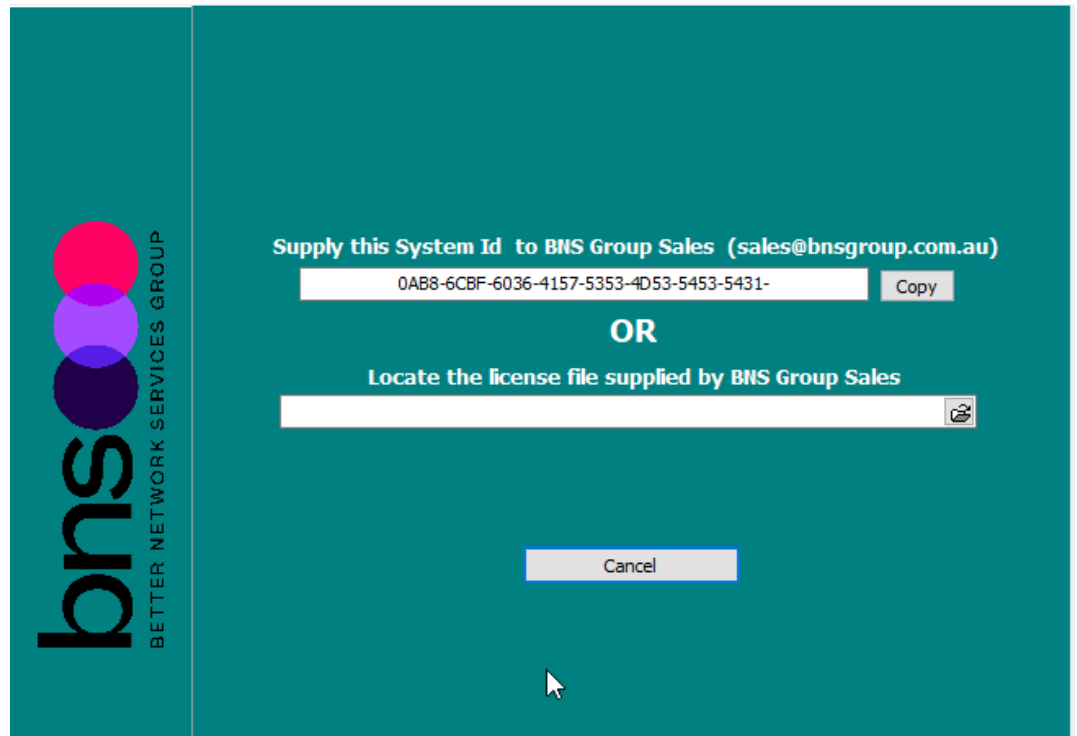 bns
BETTER NETWORK SERVICES GROUP
Supply this System Id  to BNS Group Sales  (sales@bnsgroup.com.au)
0AB8-6CBF-6036-4157-5353-4D53-5453-5431-
Copy
OR
Locate the license file supplied by BNS Group Sales
Cancel